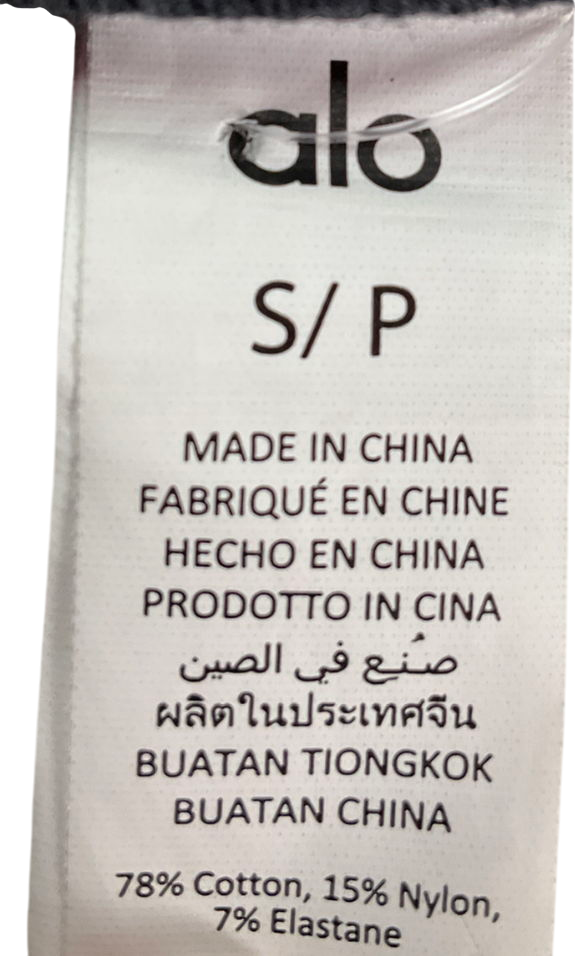 alo
S/ P
MADE IN CHINA
FABRIQUÉ EN CHINE
HECHO EN CHINA
PRODOTTO IN CINA
صُنع في الصين
ผลิตในประเทศจีน
BUATAN TIONGKOK
BUATAN CHINA
78% Cotton, 15% Nylon,
7% Elastane